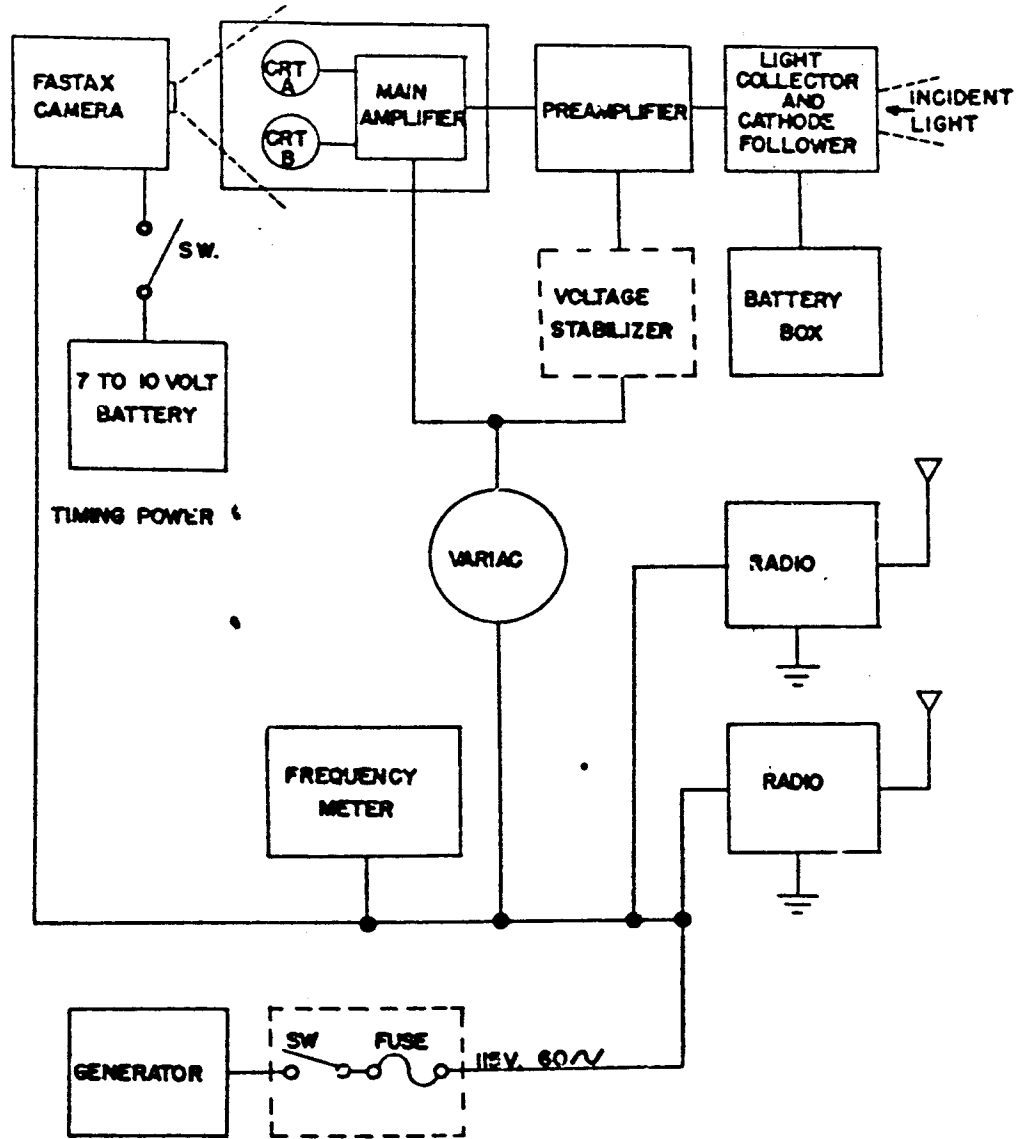 FASTAX
CAMERA
CRT
A
CRT
B
MAIN
AMPLIFIER
PREAMPLIFIER
LIGHT
COLLECTOR
AND
CATHODE
FOLLOWER
INCIDENT
LIGHT
SW.
7 TO 10 VOLT
BATTERY
TIMING POWER
VOLTAGE
STABILIZER
BATTERY
BOX
VARIAC
RADIO
FREQUENCY
METER
RADIO
GENERATOR
SW
FUSE
115V. 60~